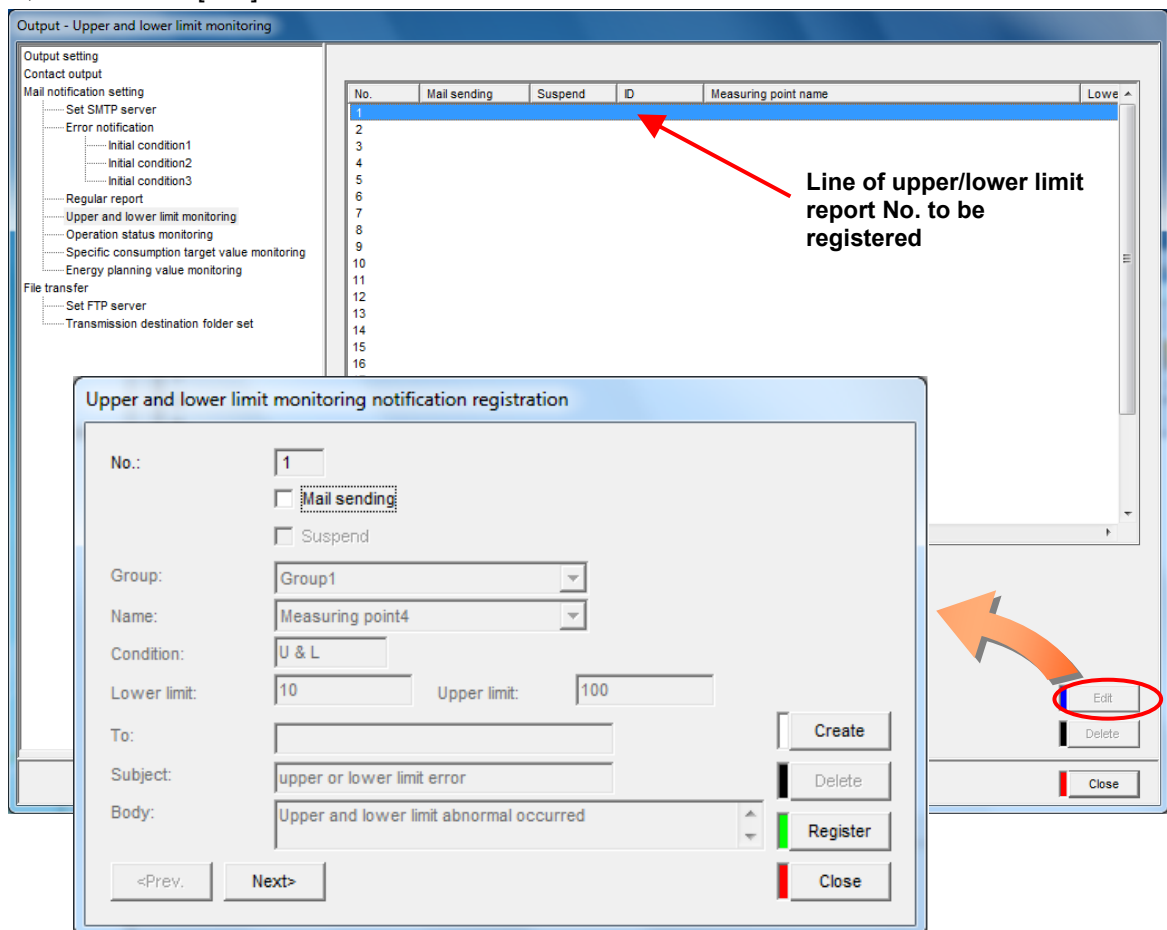 Output - Upper and lower limit monitoring
Output setting
Contact output
Mail notification setting
Set SMTP server
Error notification
Initial condition1
Initial condition2
Initial condition3
Regular report
Upper and lower limit monitoring
Operation status monitoring
Specific consumption target value monitoring
Energy planning value monitoring
File transfer
Set FTP server
Transmission destination folder set
No. Mail sending Suspend ID Measuring point name Lowe
1
2
3
4
5
6
7
8
9
10
11
12
13
14
15
16
Line of upper/lower limit
report No. to be
registered
Edit
Delete
Close
Upper and lower limit monitoring notification registration
No.: 1
Mail sending
Suspend
Group: Group1
Name: Measuring point4
Condition: U & L
Lower limit: 10 Upper limit: 100
To:
Subject: upper or lower limit error
Body: Upper and lower limit abnormal occurred
Create
Delete
Register
Close
<Prev. Next>